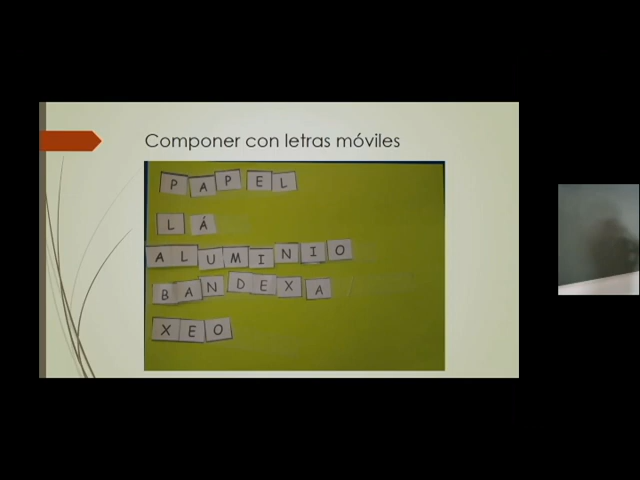 Componer con letras móviles
PAPEL
LÁ
ALUMINIO
BANDEXA
XEO